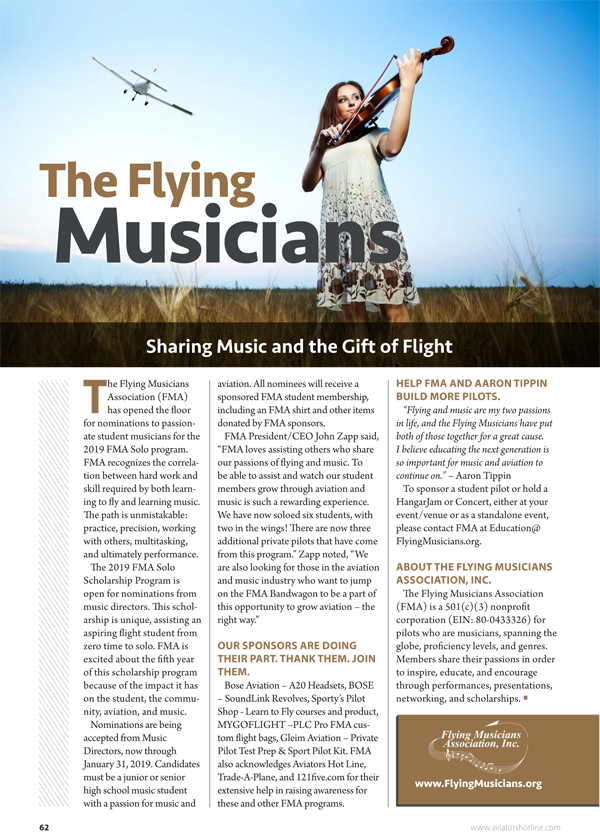 The Flying
Musicians
Sharing Music and the Gift of Flight
The Flying Musicians
Association (FMA)
has opened the floor
for nominations to passion-
ate student musicians for the
2019 FMA Solo program.
FMA recognizes the correla-
tion between hard work and
skill required by both learn-
ing to fly and learning music.
The path is unmistakable:
practice, precision, working
with others, multitasking,
and ultimately performance.
The 2019 FMA Solo
Scholarship Program is
open for nominations from
music directors. This schol-
arship is unique, assisting an
aspiring flight student from
zero time to solo. FMA is
excited about the fifth year
of this scholarship program
because of the impact it has
on the student, the commu-
nity, aviation, and music.
Nominations are being
accepted from Music
Directors, now through
January 31, 2019. Candidates
must be a junior or senior
high school music student
with a passion for music and
aviation. All nominees will receive a
sponsored FMA student membership,
including an FMA shirt and other items
donated by FMA sponsors.
FMA President/CEO John Zapp said,
“FMA loves assisting others who share
our passions of flying and music. To
be able to assist and watch our student
members grow through aviation and
music is such a rewarding experience.
We have now soloed six students, with
two in the wings! There are now three
additional private pilots that have come
from this program.” Zapp noted, “We
are also looking for those in the aviation
and music industry who want to jump
on the FMA Bandwagon to be a part of
this opportunity to grow aviation – the
right way.”
OUR SPONSORS ARE DOING
THEIR PART. THANK THEM. JOIN
THEM.
Bose Aviation – A20 Headsets, BOSE
– SoundLink Revolves, Sporty’s Pilot
Shop - Learn to Fly courses and product,
MYGOFLIGHT –PLC Pro FMA cus-
tom flight bags, Gleim Aviation – Private
Pilot Test Prep & Sport Pilot Kit. FMA
also acknowledges Aviators Hot Line,
Trade-A-Plane, and 121five.com for their
extensive help in raising awareness for
these and other FMA programs.
HELP FMA AND AARON TIPPIN
BUILD MORE PILOTS.
“Flying and music are my two passions
in life, and the Flying Musicians have put
both of those together for a great cause.
I believe educating the next generation is
so important for music and aviation to
continue on.” – Aaron Tippin
To sponsor a student pilot or hold a
HangarJam or Concert, either at your
event/venue or as a standalone event,
please contact FMA at Education@
FlyingMusicians.org.
ABOUT THE FLYING MUSICIANS
ASSOCIATION, INC.
The Flying Musicians Association
(FMA) is a 501(c)(3) nonprofit
corporation (EIN: 80-0433326) for
pilots who are musicians, spanning the
globe, proficiency levels, and genres.
Members share their passions in order
to inspire, educate, and encourage
through performances, presentations,
networking, and scholarships.
Flying Musicians
Association, Inc.
www.FlyingMusicians.org
62
www.aviatorshotline.com